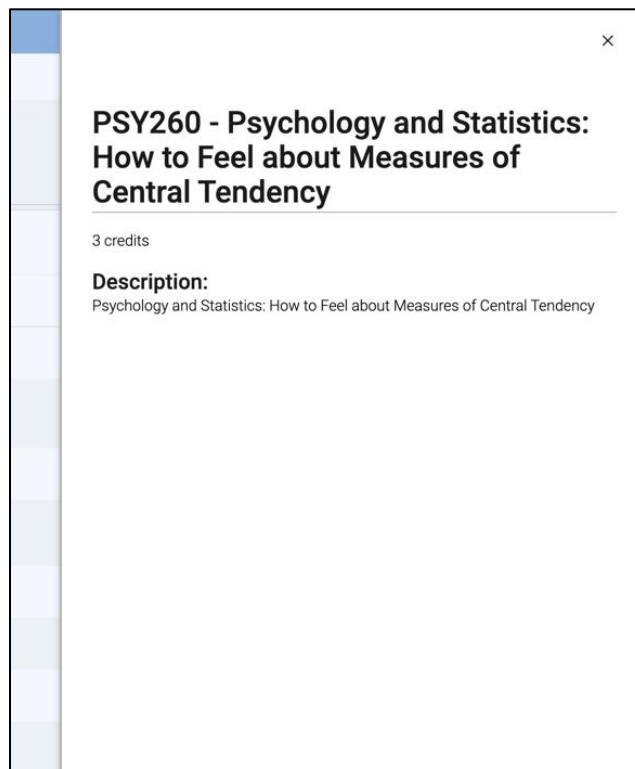 ×
PSY260 - Psychology and Statistics:
How to Feel about Measures of
Central Tendency
3 credits
Description:
Psychology and Statistics: How to Feel about Measures of Central Tendency